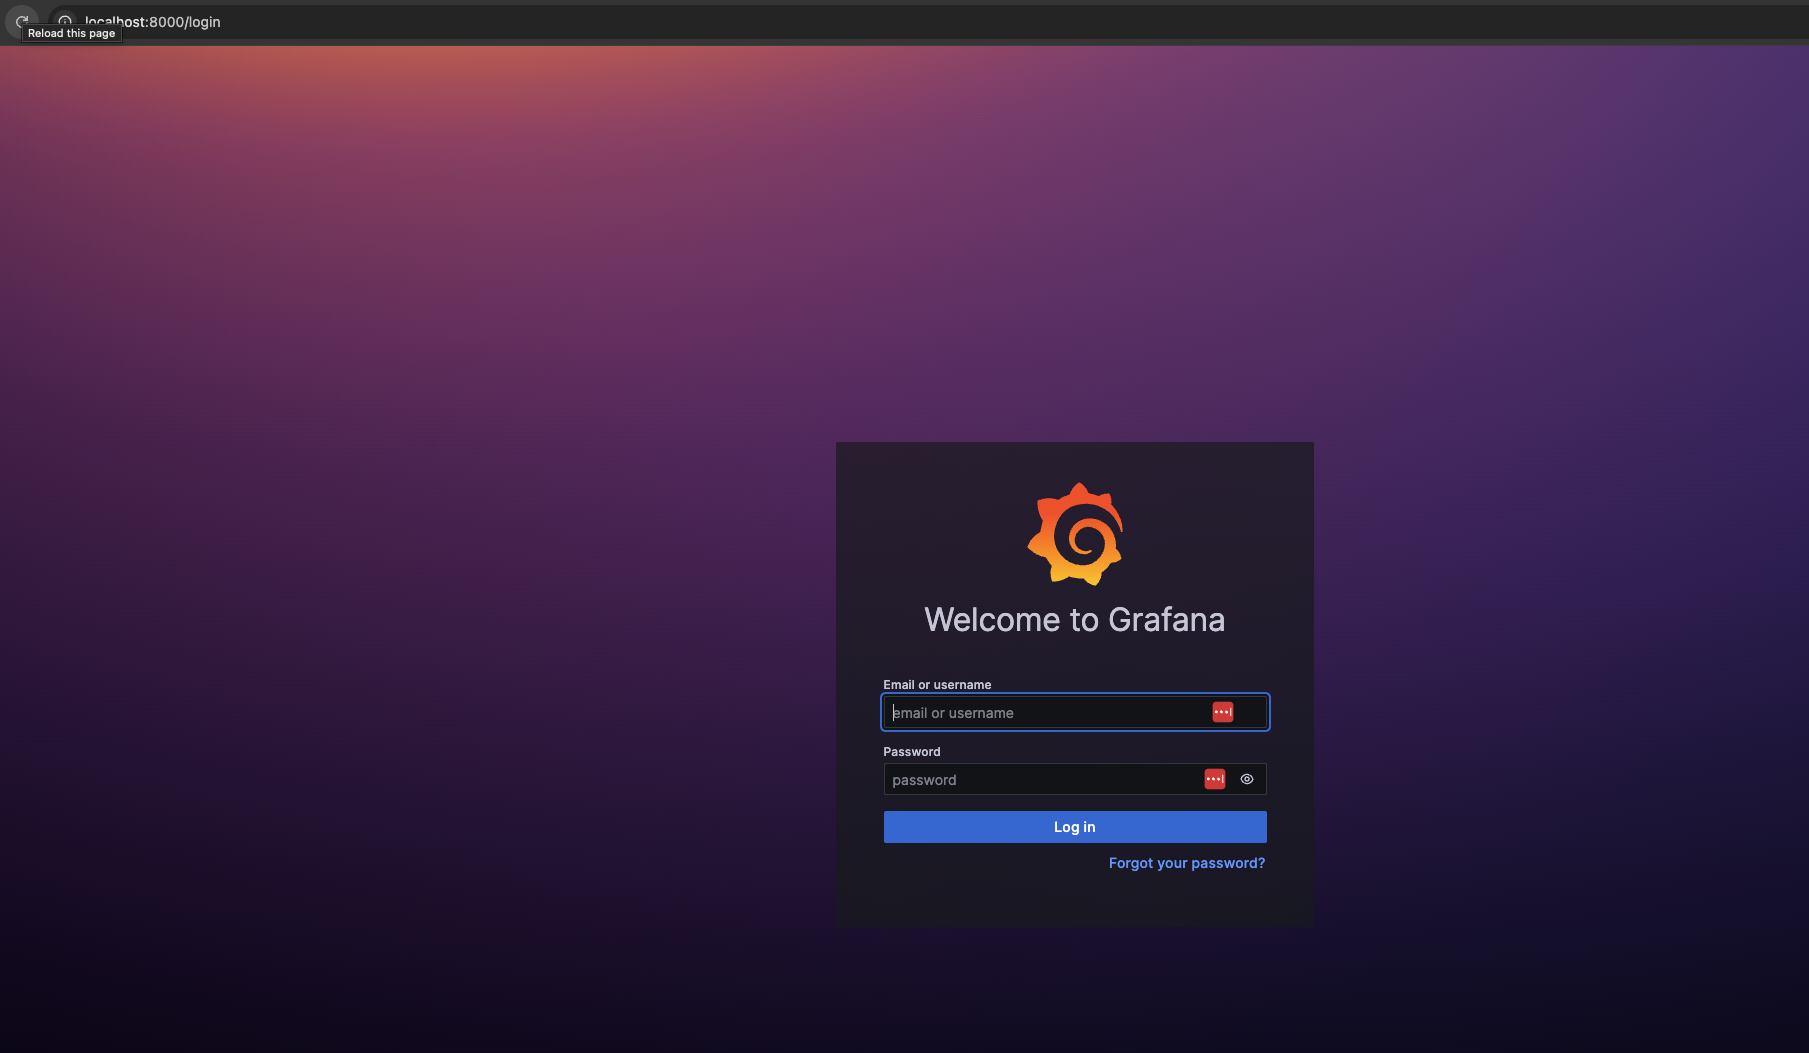 localhost:8000/login
Reload this page
Welcome to Grafana
Email or username
email or username
Password
password
Log in
Forgot your password?